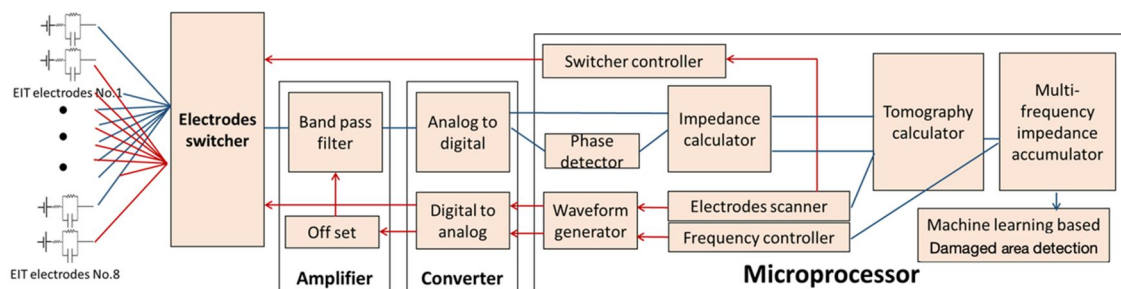 EIT electrodes No.1
EIT electrodes No.8
Electrodes
switcher
Band pass
filter
Off set
Amplifier
Analog to
digital
Digital to
analog
Converter
Switcher controller
Phase
detector
Impedance
calculator
Waveform
generator
Electrodes scanner
Frequency controller
Tomography
calculator
Multi-
frequency
impedance
accumulator
Machine learning based
Damaged area detection
Microprocessor